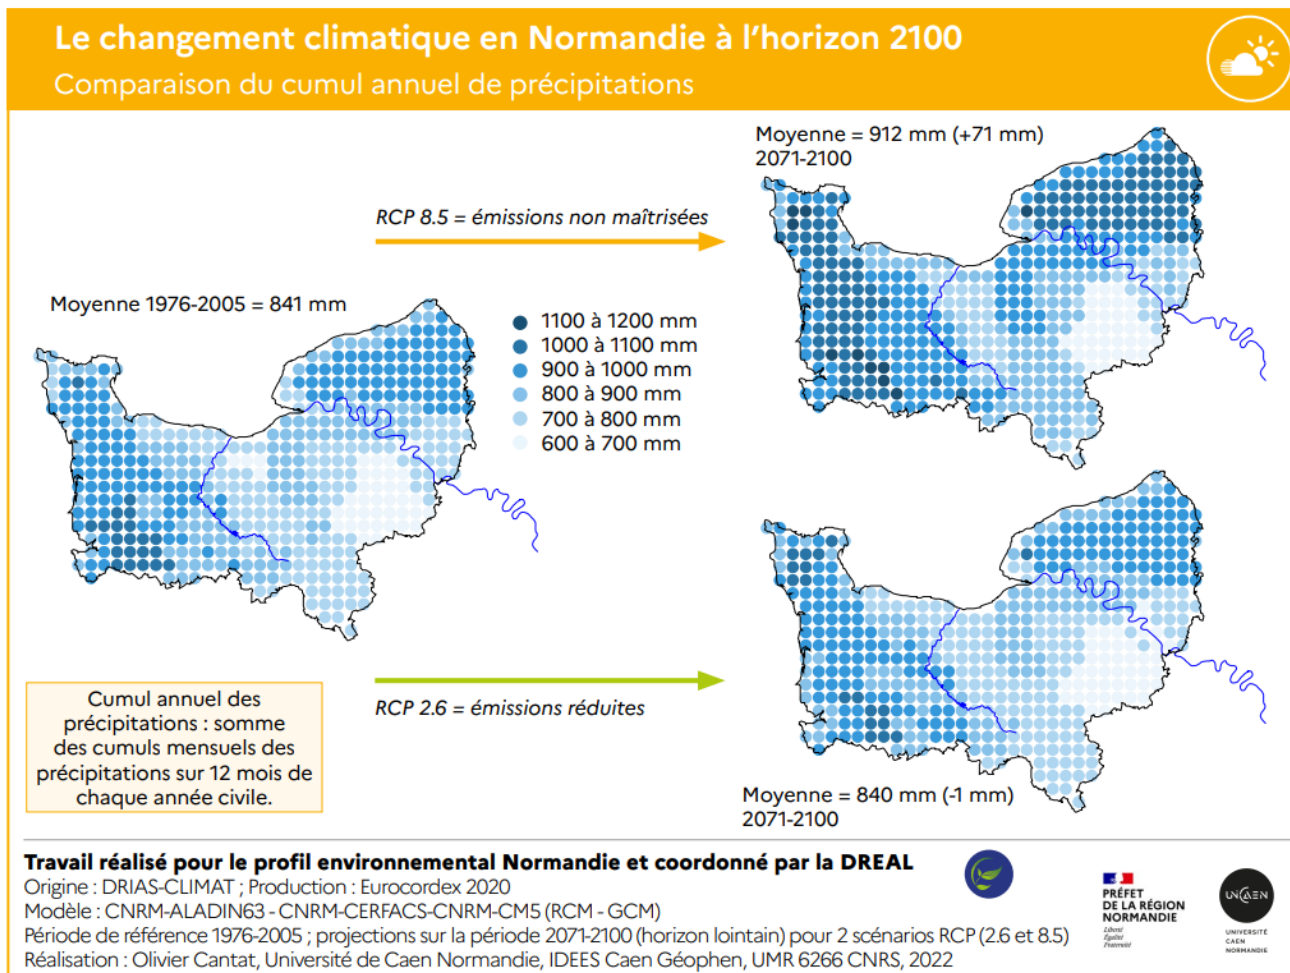 Le changement climatique en Normandie à l'horizon 2100
Comparaison du cumul annuel de précipitations
Moyenne = 912 mm (+71 mm)
2071-2100
RCP 8.5 = émissions non maîtrisées
Moyenne 1976-2005 = 841 mm
1100 à 1200 mm
1000 à 1100 mm
900 à 1000 mm
800 à 900 mm
700 à 800 mm
600 à 700 mm
RCP 2.6 = émissions réduites
Cumul annuel des
précipitations : somme
des cumuls mensuels des
précipitations sur 12 mois de
chaque année civile.
Moyenne = 840 mm (-1 mm)
2071-2100
Travail réalisé pour le profil environnemental Normandie et coordonné par la DREAL
Origine : DRIAS-CLIMAT ; Production : Eurocordex 2020
Modèle : CNRM-ALADIN63 - CNRM-CERFACS-CNRM-CM5 (RCM - GCM)
Période de référence 1976-2005 ; projections sur la période 2071-2100 (horizon lointain) pour 2 scénarios RCP (2.6 et 8.5)
Réalisation : Olivier Cantat, Université de Caen Normandie, IDEES Caen Géophen, UMR 6266 CNRS, 2022
PRÉFET
DE LA RÉGION
NORMANDIE
Liberté
Égalité
Fraternité
UNICAEN
UNIVERSITÉ
CAEN
NORMANDIE